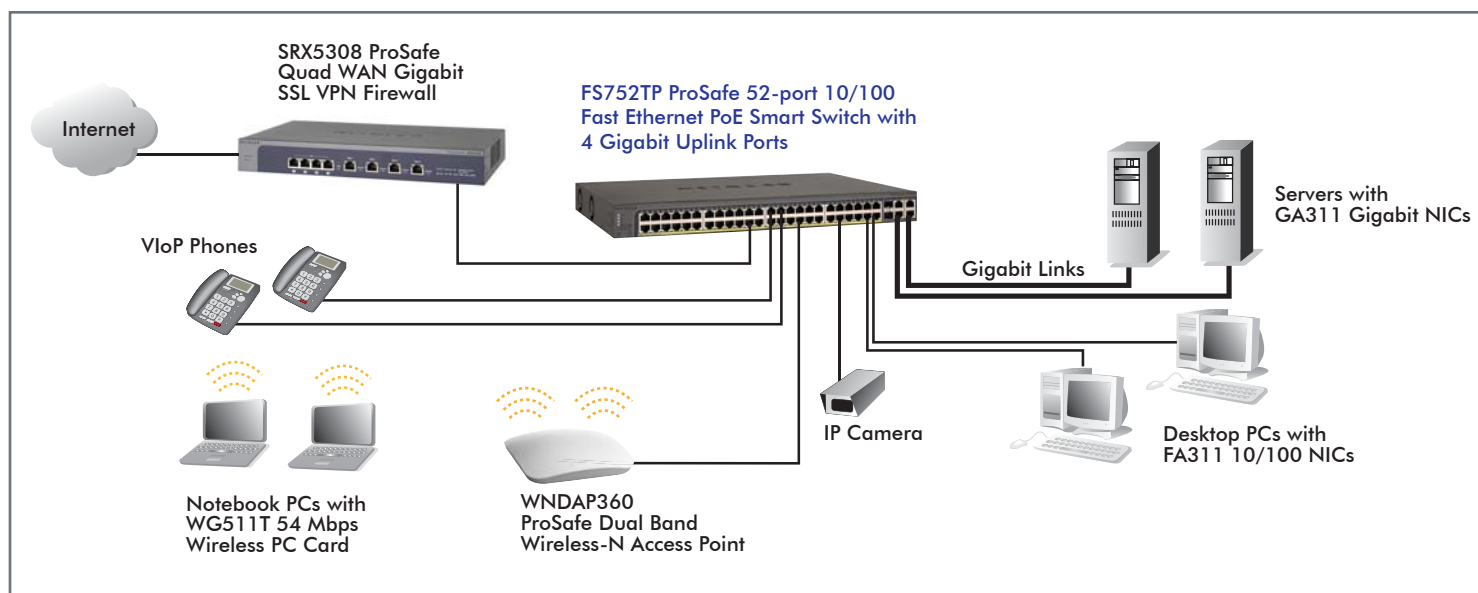 SRX5308 ProSafe
Quad WAN Gigabit
SSL VPN Firewall
Internet
FS752TP ProSafe 52-port 10/100
Fast Ethernet PoE Smart Switch with
4 Gigabit Uplink Ports
NETGEAR
Servers with
GA311 Gigabit NICs
VIoP Phones
Gigabit Links
IP Camera
Desktop PCs with
FA311 10/100 NICs
Notebook PCs with
WG511T 54 Mbps
Wireless PC Card
WNDAP360
ProSafe Dual Band
Wireless-N Access Point